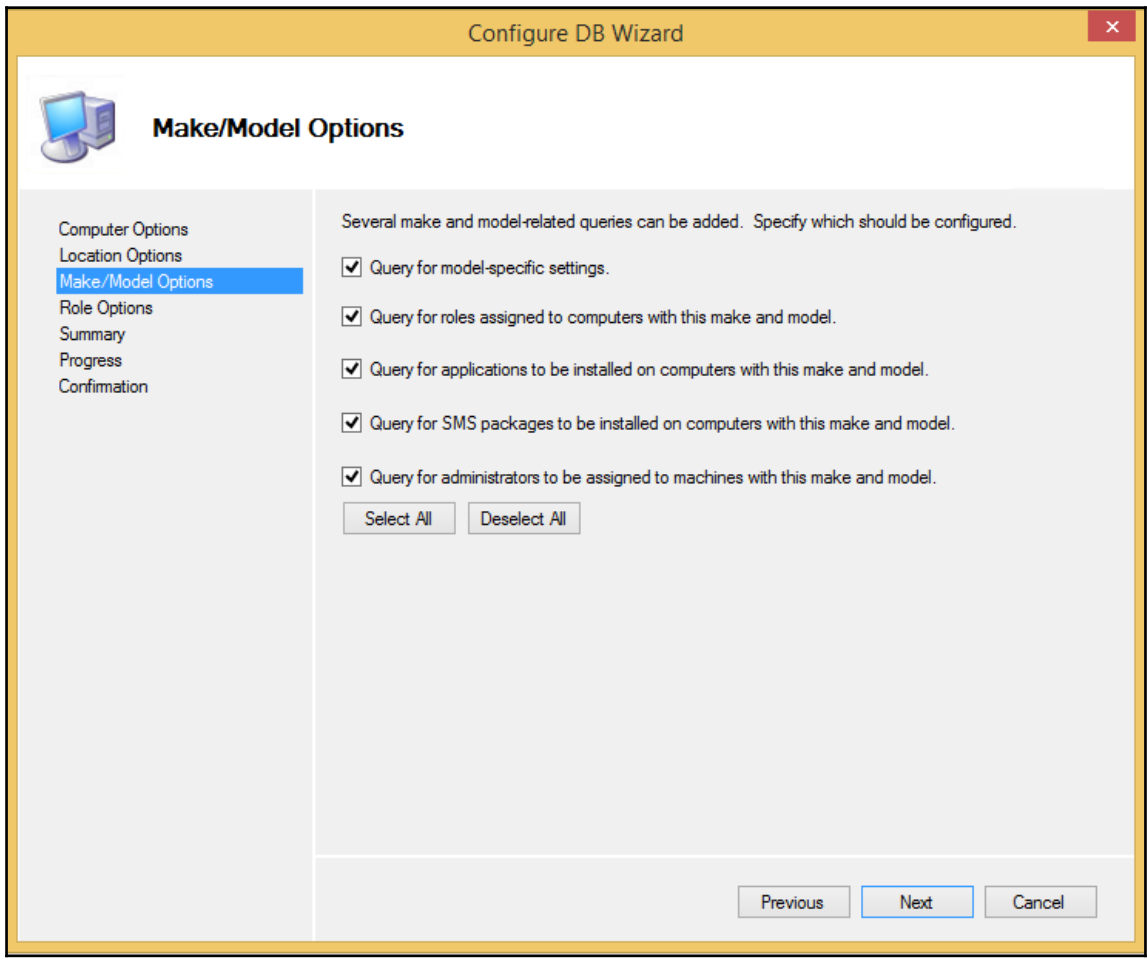 Configure DB Wizard
Make/Model Options
Computer Options
Location Options
Make/Model Options
Role Options
Summary
Progress
Confirmation
Several make and model-related queries can be added.  Specify which should be configured.
Query for model-specific settings.
Query for roles assigned to computers with this make and model.
Query for applications to be installed on computers with this make and model.
Query for SMS packages to be installed on computers with this make and model.
Query for administrators to be assigned to machines with this make and model.
Select All Deselect All
Previous Next Cancel